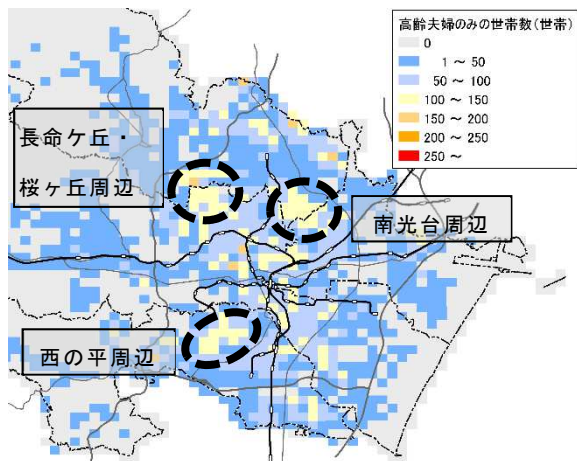 高齢夫婦のみの世帯数(世帯)
0
1 ～ 50
50 ～ 100
100 ～ 150
150 ～ 200
200 ～ 250
250 ～
長命ケ丘・
桜ヶ丘周辺
南光台周辺
西の平周辺